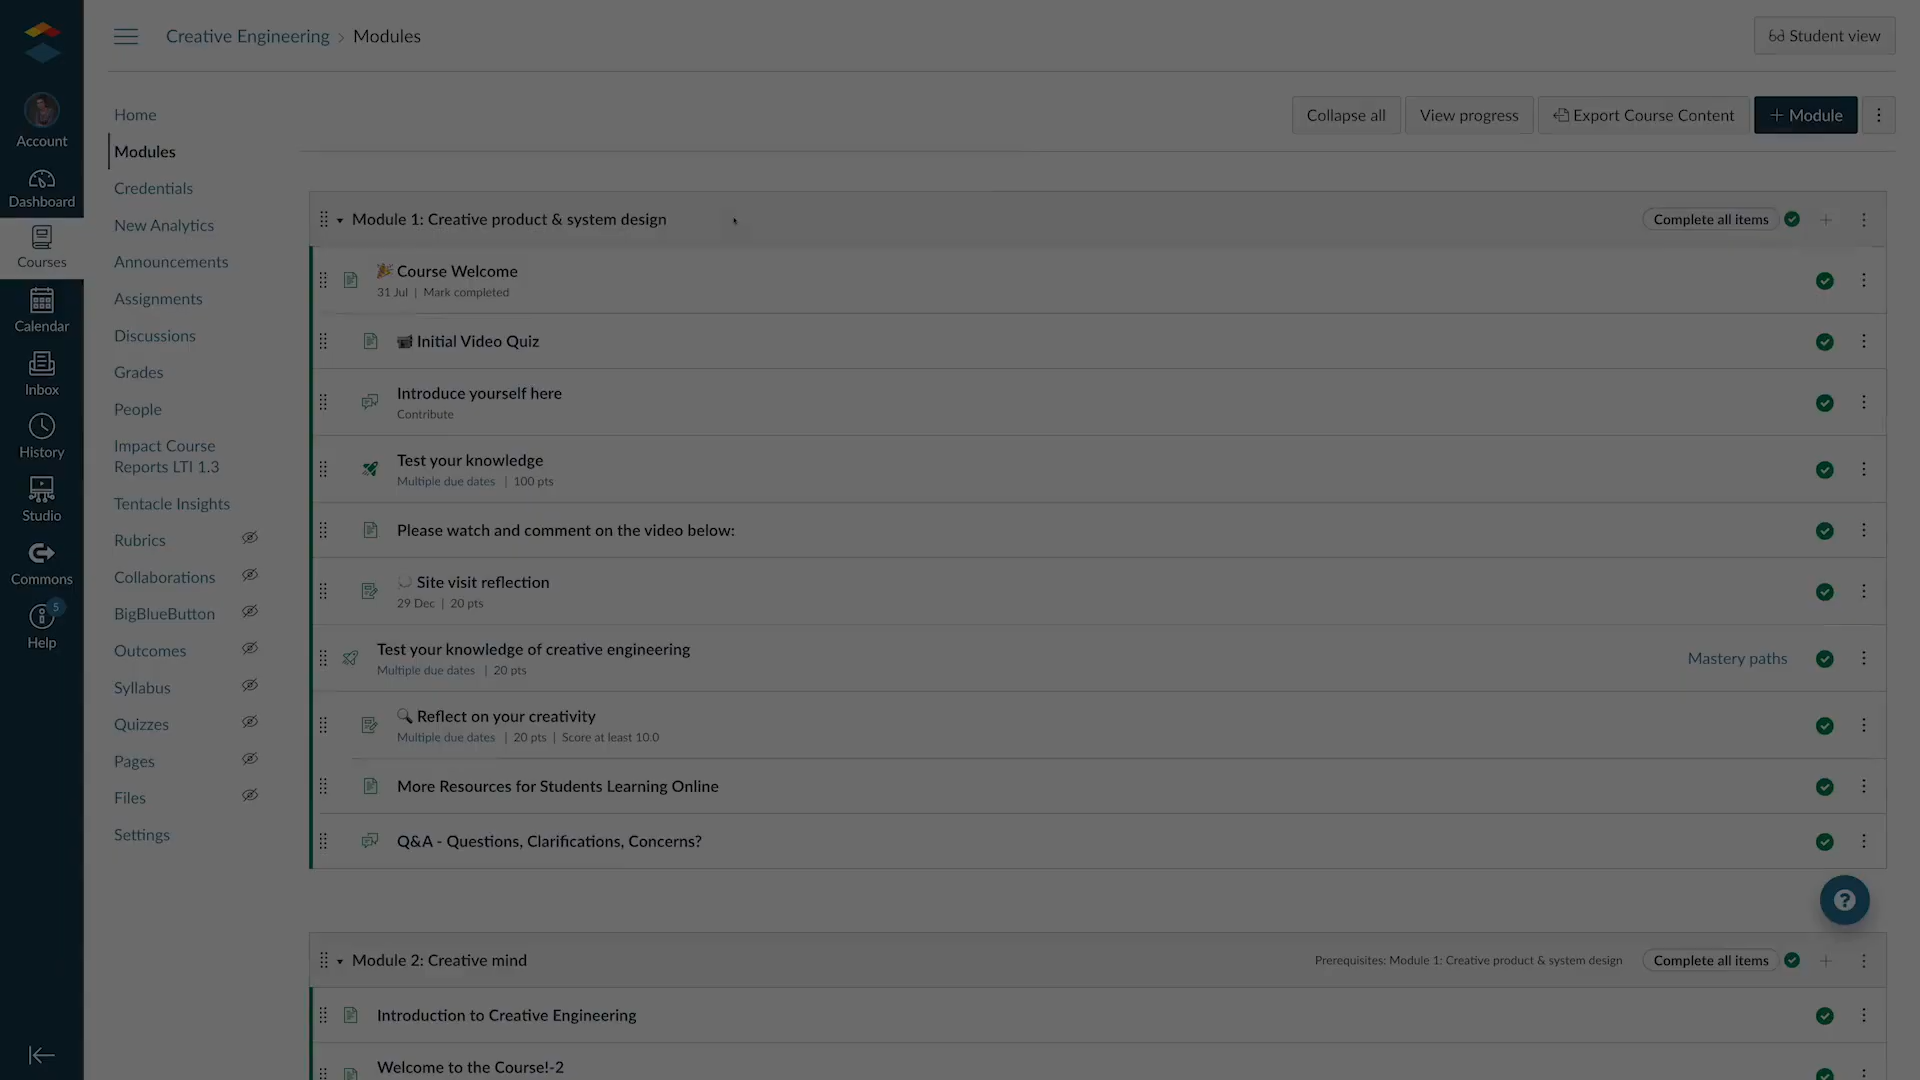 Creative Engineering › Modules
Student view
Account
Dashboard
Courses
Calendar
Inbox
History
Studio
Commons
5
Help
Home
Modules
Credentials
New Analytics
Announcements
Assignments
Discussions
Grades
People
Impact Course
Reports LTI 1.3
Tentacle Insights
Rubrics
Collaborations
BigBlueButton
Outcomes
Syllabus
Quizzes
Pages
Files
Settings
Collapse all
View progress
Export Course Content
+ Module
Module 1: Creative product & system design
Complete all items
Course Welcome
31 Jul | Mark completed
Initial Video Quiz
Introduce yourself here
Contribute
Test your knowledge
Multiple due dates | 100 pts
Please watch and comment on the video below:
Site visit reflection
29 Dec | 20 pts
Test your knowledge of creative engineering
Multiple due dates | 20 pts
Mastery paths
Reflect on your creativity
Multiple due dates | 20 pts | Score at least 10.0
More Resources for Students Learning Online
Q&A - Questions, Clarifications, Concerns?
Module 2: Creative mind
Prerequisites: Module 1: Creative product & system design
Complete all items
Introduction to Creative Engineering
Welcome to the Course!-2